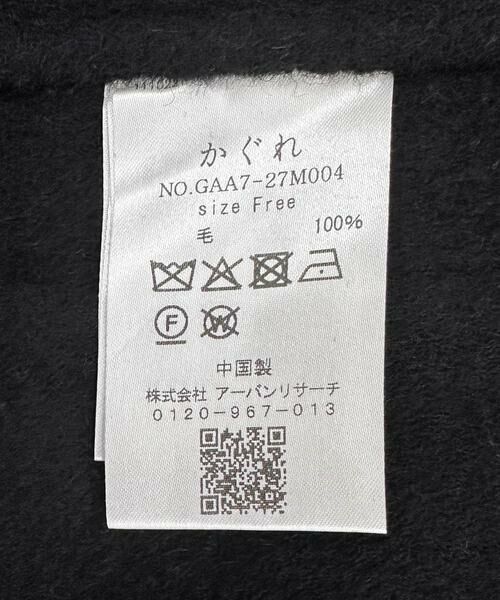 かぐれ
NO.GAA7-27M004
size Free
毛 100%
F W
中国製
株式会社 アーバンリサーチ
0120-967-013